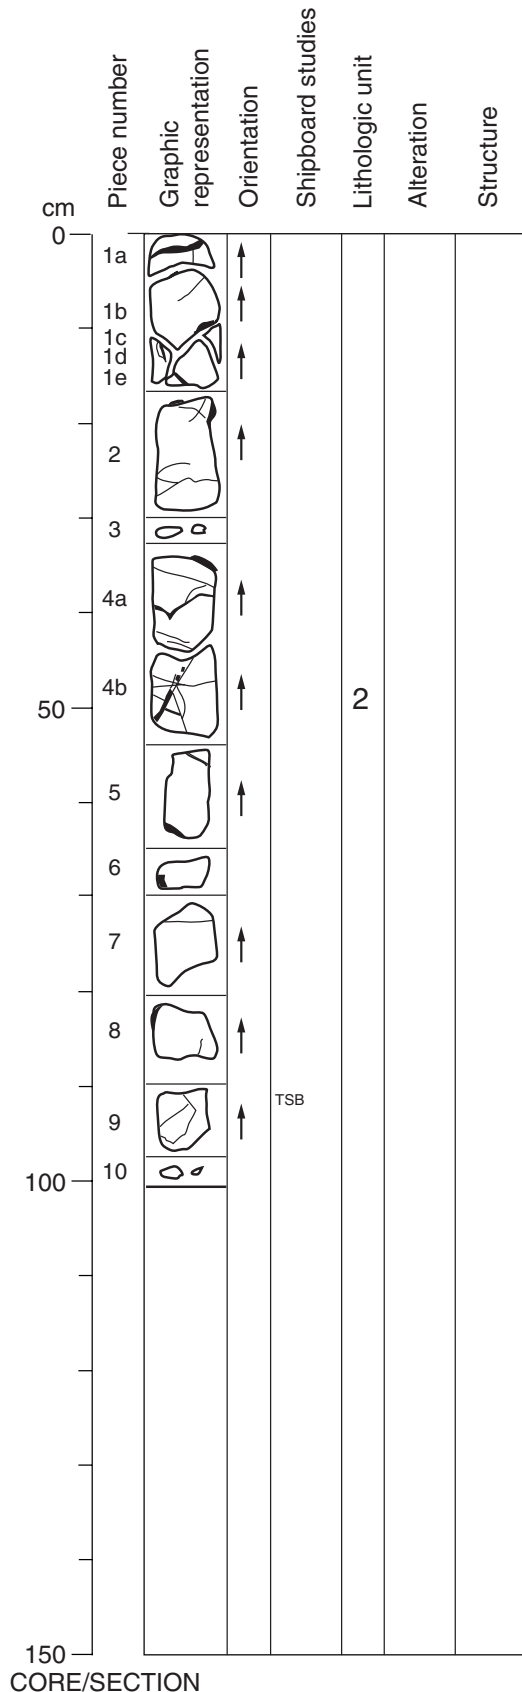 cm
Piece number
Graphic
representation
Orientation
Shipboard studies
Lithologic unit
Alteration
Structure
0
1a
1b
1c
1d
1e
2
3
4a
4b
50
2
5
6
7
8
TSB
9
10
100
150
CORE/SECTION